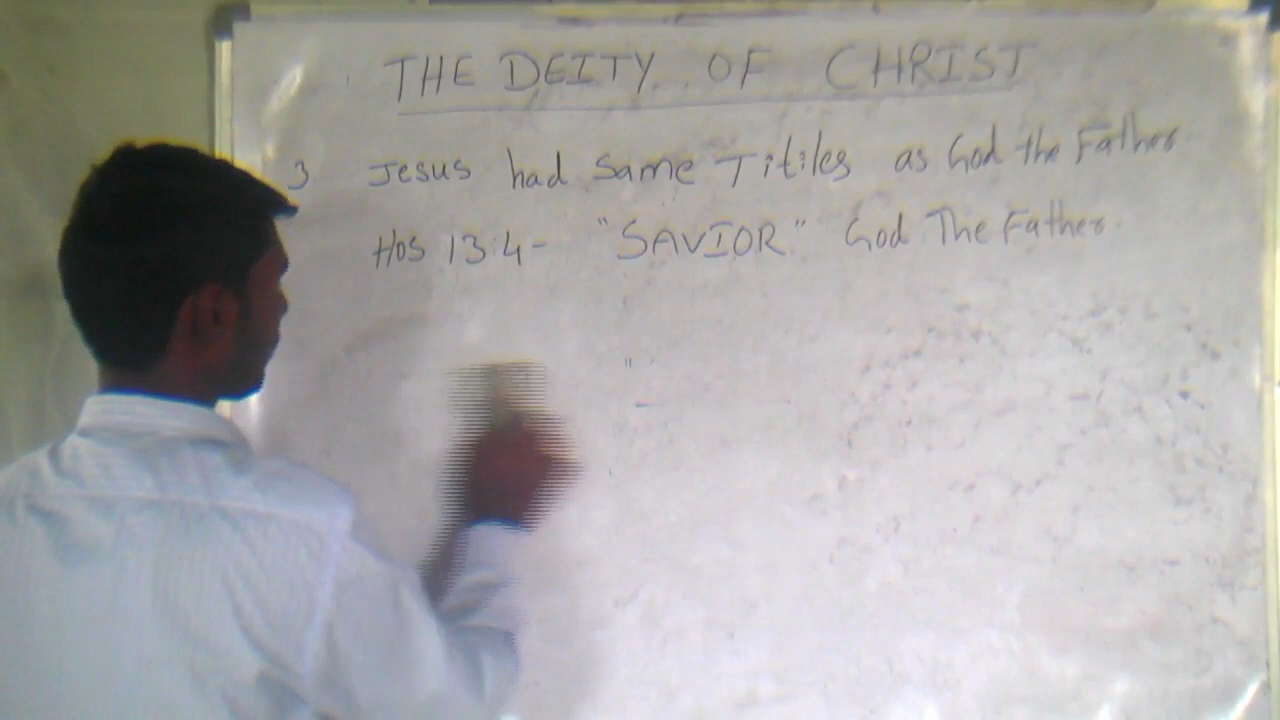 THE DEITY OF CHRIST
3 Jesus had Same Titiles as God the Father
Hos 13:4- "SAVIOR" God The Father.
"